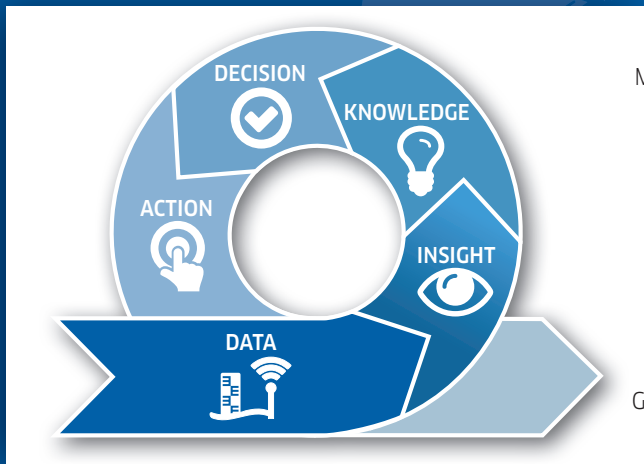 DECISION
KNOWLEDGE
ACTION
INSIGHT
DATA
M
G